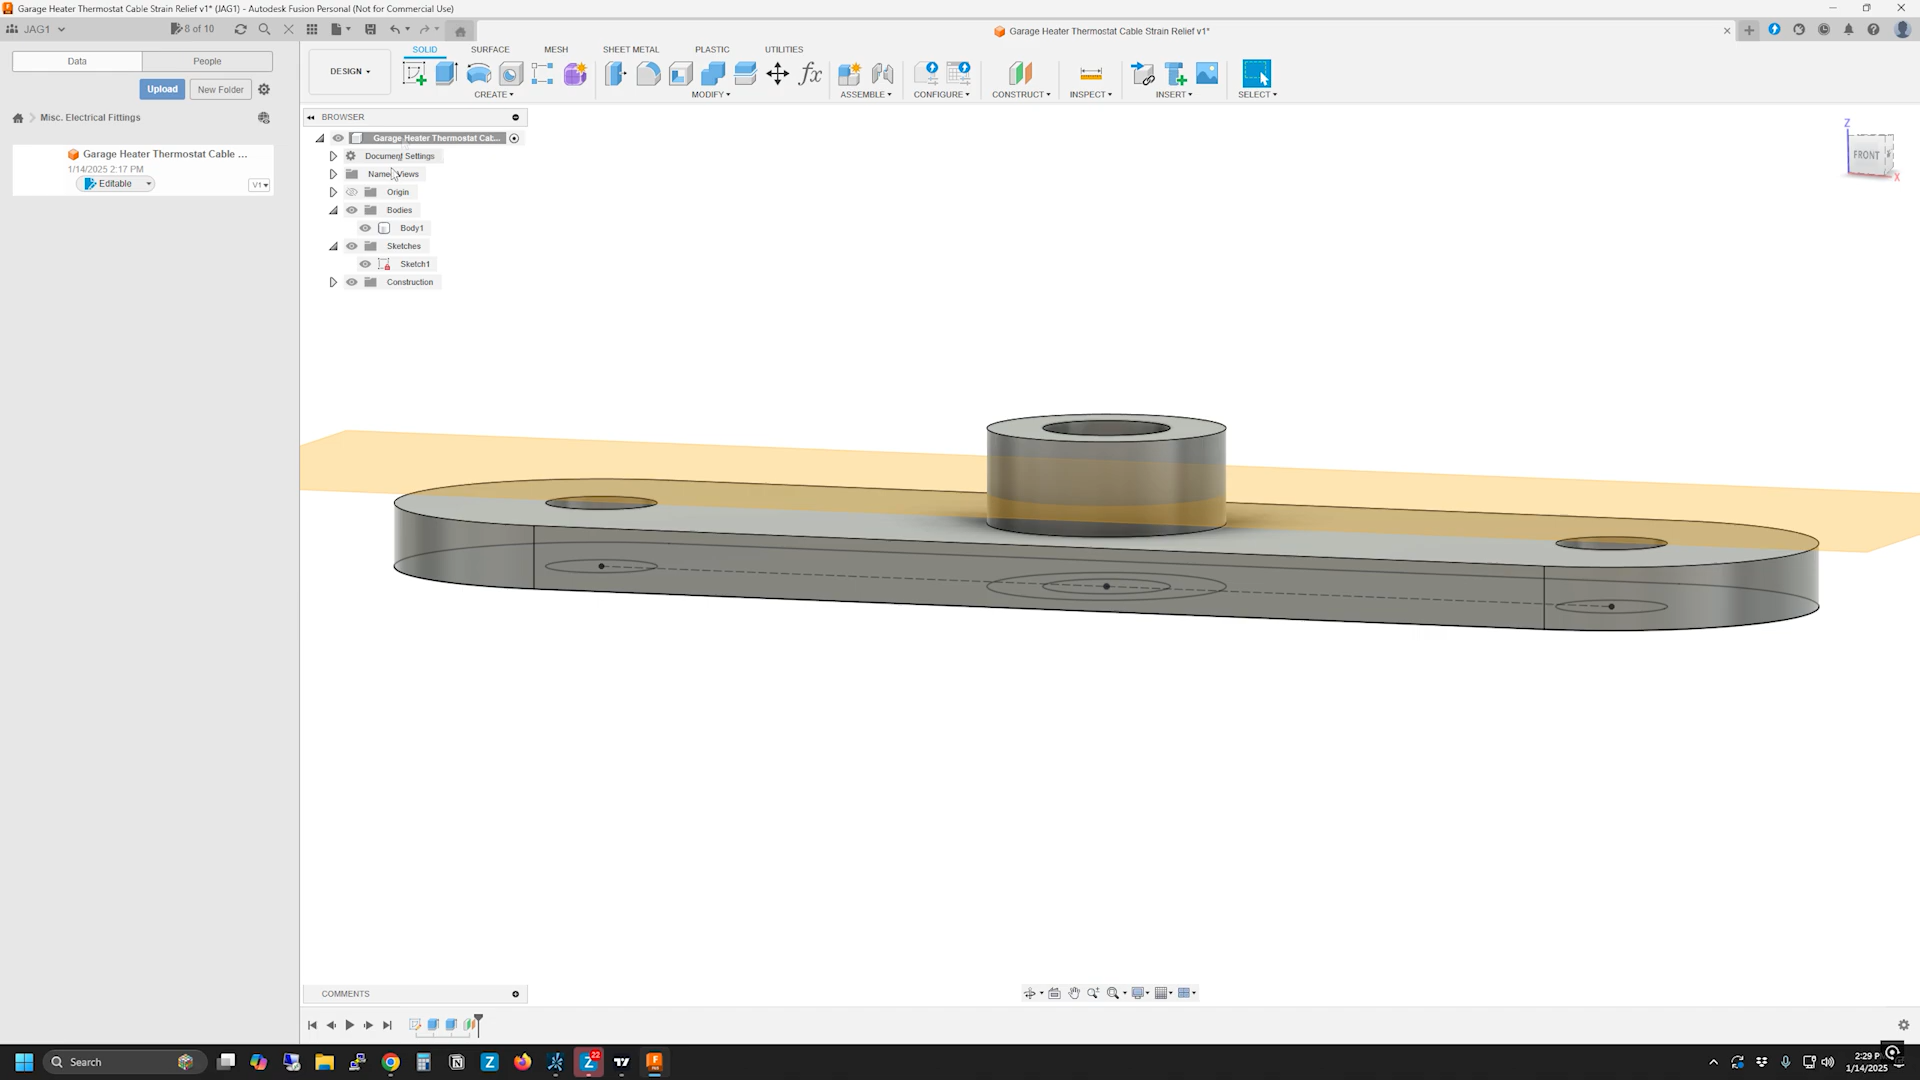 Garage Heater Thermostat Cable Strain Relief v1* (JAG1) - Autodesk Fusion Personal (Not for Commercial Use)
JAG1
8 of 10
Garage Heater Thermostat Cable Strain Relief v1*
Data
People
Upload
New Folder
Misc. Electrical Fittings
Garage Heater Thermostat Cable ...
1/14/2025 2:17 PM
Editable
V1
DESIGN
SOLID
SURFACE
MESH
SHEET METAL
PLASTIC
UTILITIES
CREATE
MODIFY
ASSEMBLE
CONFIGURE
CONSTRUCT
INSPECT
INSERT
SELECT
BROWSER
Garage Heater Thermostat Cab...
Document Settings
Named Views
Origin
Bodies
Body1
Sketches
Sketch1
Construction
Z
FRONT
X
COMMENTS
Search
22
2:29 P
1/14/2025